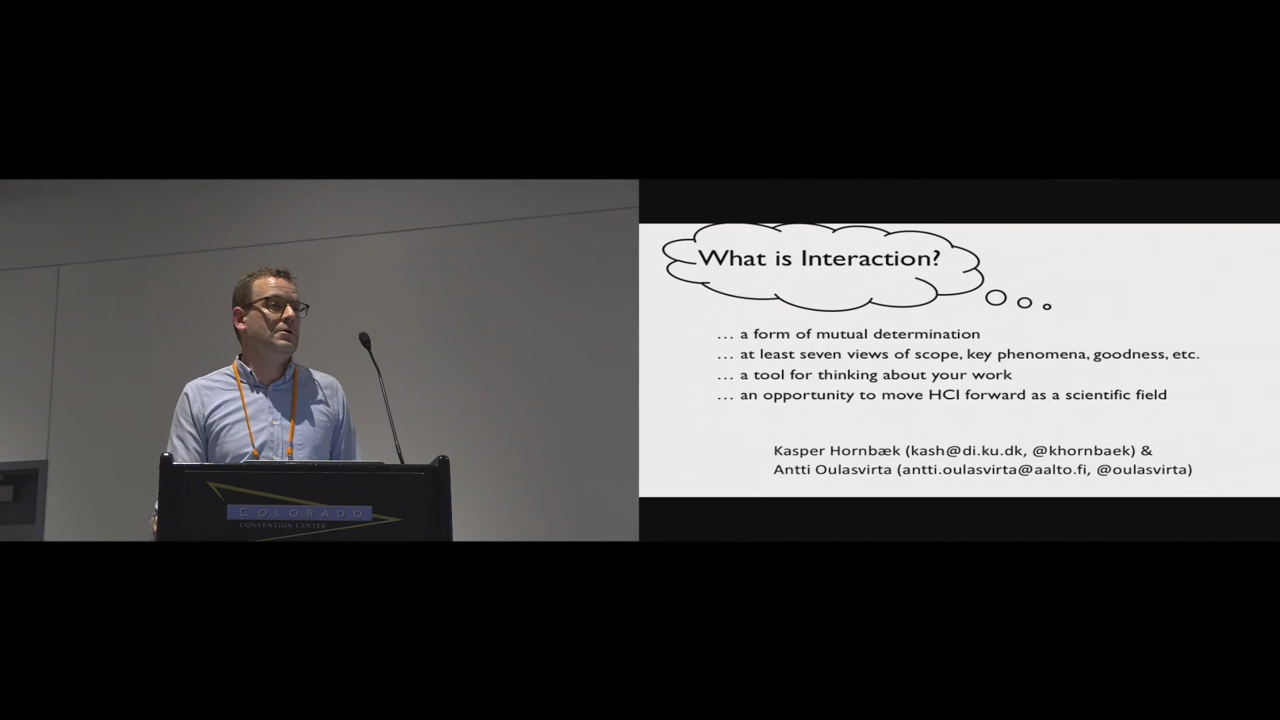 COLORADO
CONVENTION CENTER
What is Interaction?
… a form of mutual determination
… at least seven views of scope, key phenomena, goodness, etc.
… a tool for thinking about your work
… an opportunity to move HCI forward as a scientific field
Kasper Hornbæk (kash@di.ku.dk, @khornbaek) &
Antti Oulasvirta (antti.oulasvirta@aalto.fi, @oulasvirta)